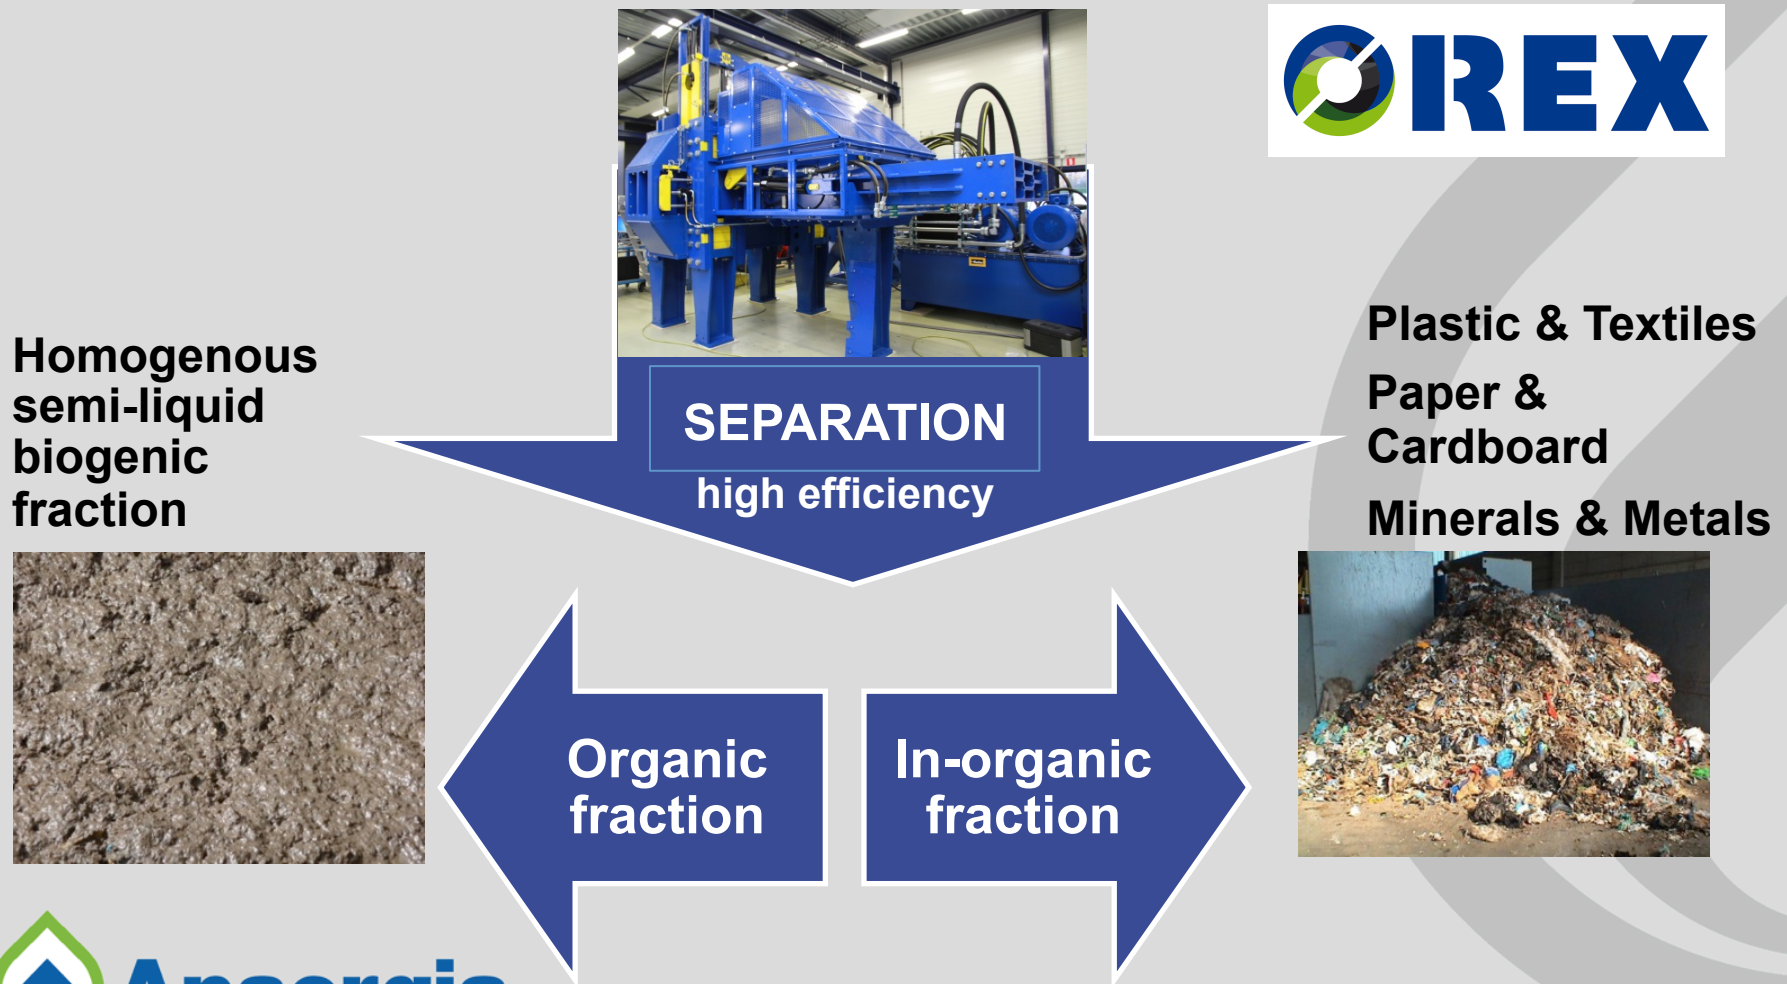 OREX
Homogenous
semi-liquid
biogenic
fraction
SEPARATION
high efficiency
Plastic & Textiles
Paper &
Cardboard
Minerals & Metals
Organic
fraction
In-organic
fraction